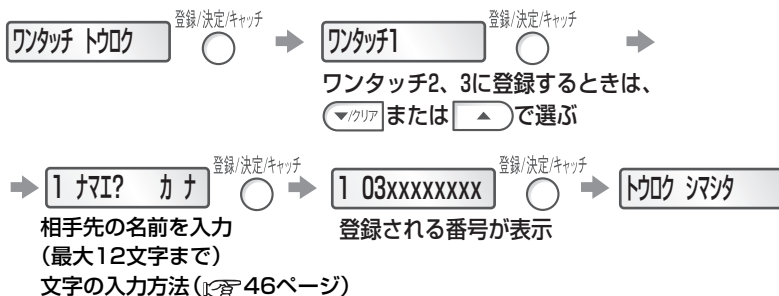 登録/決定/キャッチ 登録/決定/キャッチ
ワンタッチ トウロク ワンタッチ1
ワンタッチ2、3に登録するときは、
▼/クリア または ▲ で選ぶ
登録/決定/キャッチ 登録/決定/キャッチ
1 ナマエ? カナ 1 03xxxxxxxx トウロク シマシタ
相手先の名前を入力 登録される番号が表示
(最大12文字まで)
文字の入力方法(☞46ページ)